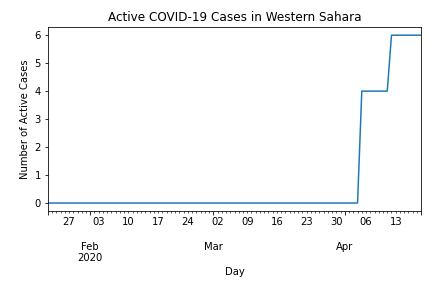 Active COVID-19 Cases in Western Sahara
Number of Active Cases
6
5
4
3
2
1
0
27 03 10 17 24 02 09 16 23 30 06 13
Feb Mar Apr
2020
Day